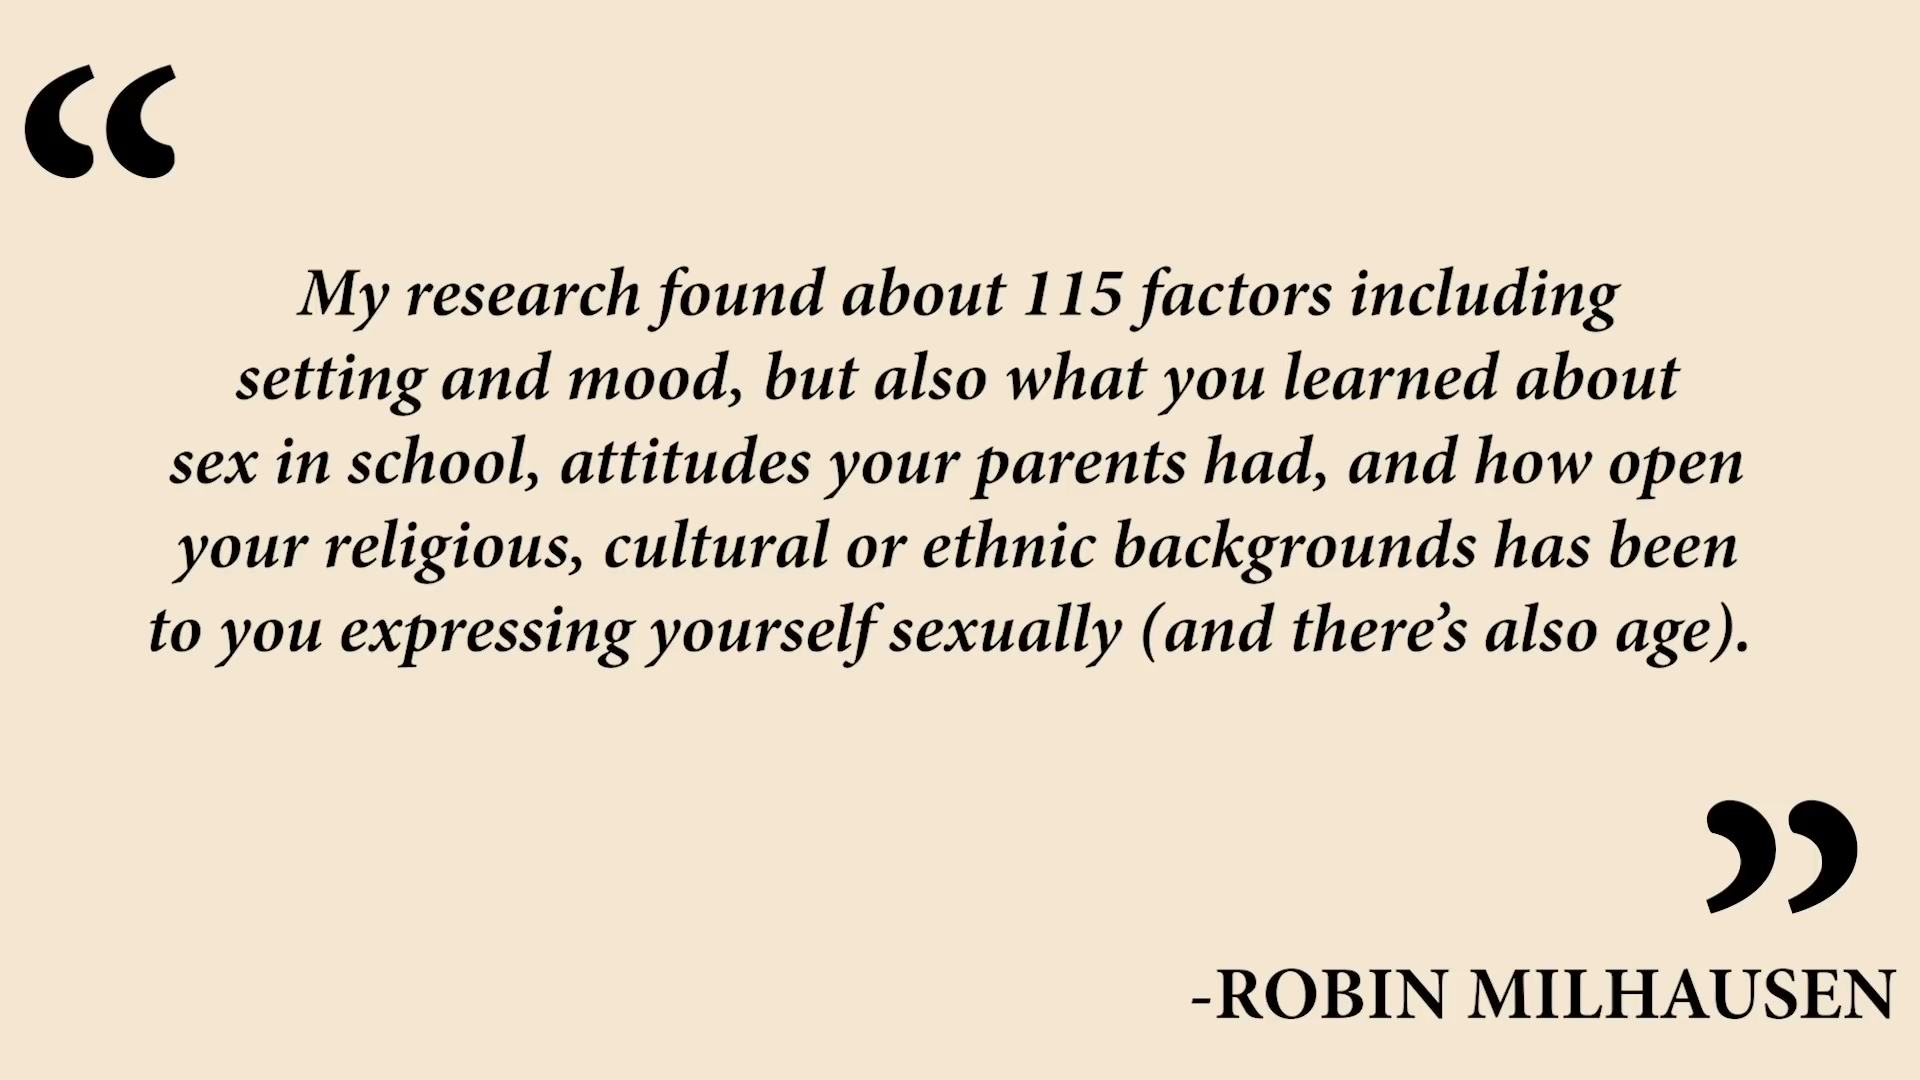 “
My research found about 115 factors including
setting and mood, but also what you learned about
sex in school, attitudes your parents had, and how open
your religious, cultural or ethnic backgrounds has been
to you expressing yourself sexually (and there’s also age).
”
-ROBIN MILHAUSEN